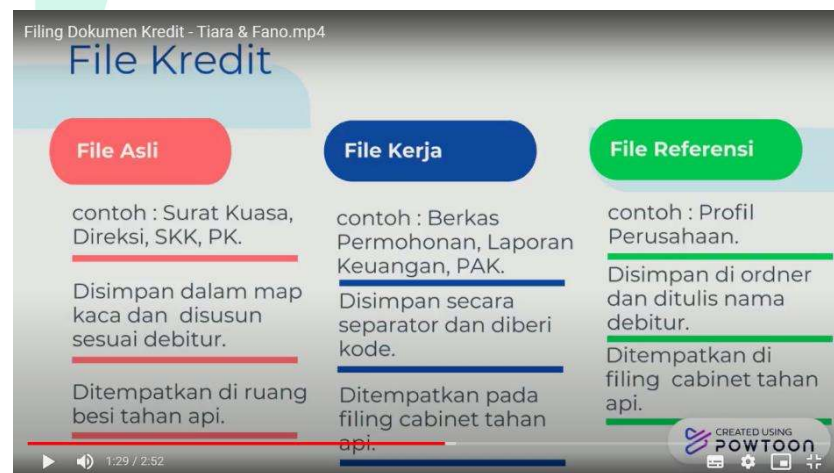 Filing Dokumen Kredit - Tiara & Fano.mp4
File Kredit
File Asli
contoh : Surat Kuasa,
Direksi, SKK, PK.
Disimpan dalam map
kaca dan disusun
sesuai debitur.
Ditempatkan di ruang
besi tahan api.
File Kerja
contoh : Berkas
Permohonan, Laporan
Keuangan, PAK.
Disimpan secara
separator dan diberi
kode.
Ditempatkan pada
filing cabinet tahan
api.
File Referensi
contoh : Profil
Perusahaan.
Disimpan di ordner
dan ditulis nama
debitur.
Ditempatkan di
filing cabinet tahan
api.
CREATED USING
POWTOON
1:29 / 2:52